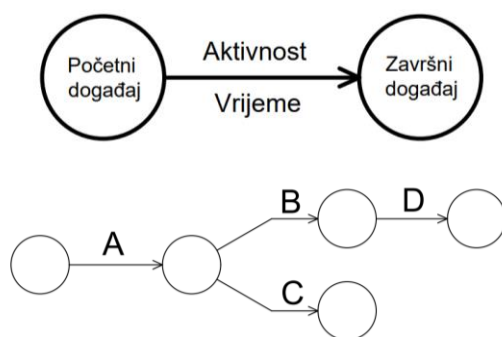 Početni
događaj
Aktivnost
Vrijeme
Završni
događaj
A
B
D
C